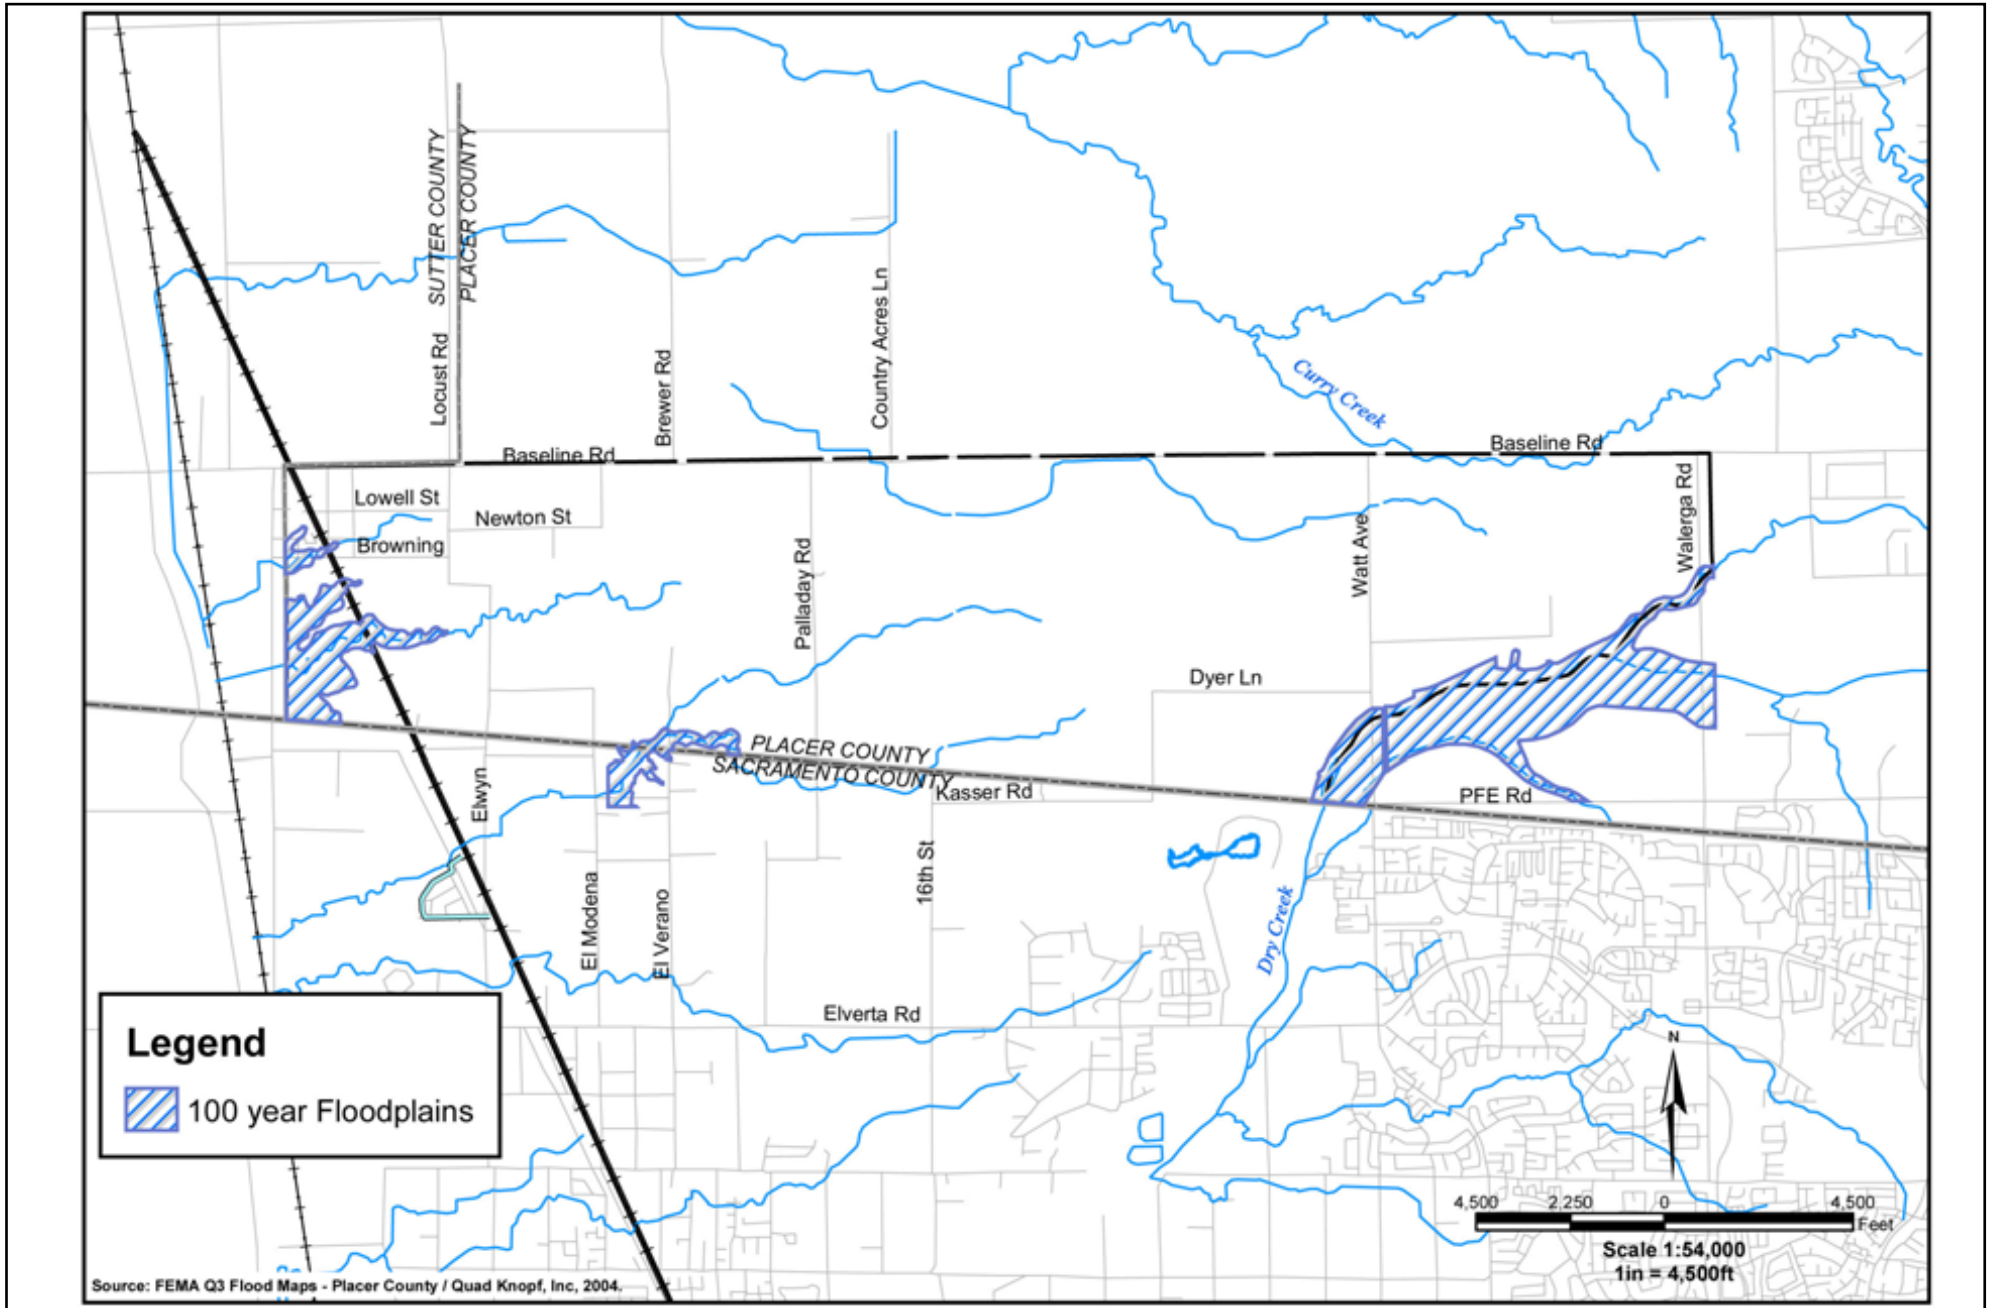 SUTTER COUNTY
PLACER COUNTY
Locust Rd
Brewer Rd
Country Acres Ln
Curry Creek
Baseline Rd
Baseline Rd
Lowell St
Newton St
Browning
Palladay Rd
Watt Ave
Walerga Rd
Dyer Ln
PLACER COUNTY
SACRAMENTO COUNTY
Kasser Rd
PFE Rd
Elwyn
16th St
El Modena
El Verano
Dry Creek
Elverta Rd
Legend
100 year Floodplains
N
4,500 2,250 0 4,500
Feet
Scale 1:54,000
1in = 4,500ft
Source: FEMA Q3 Flood Maps - Placer County / Quad Knopf, Inc, 2004.